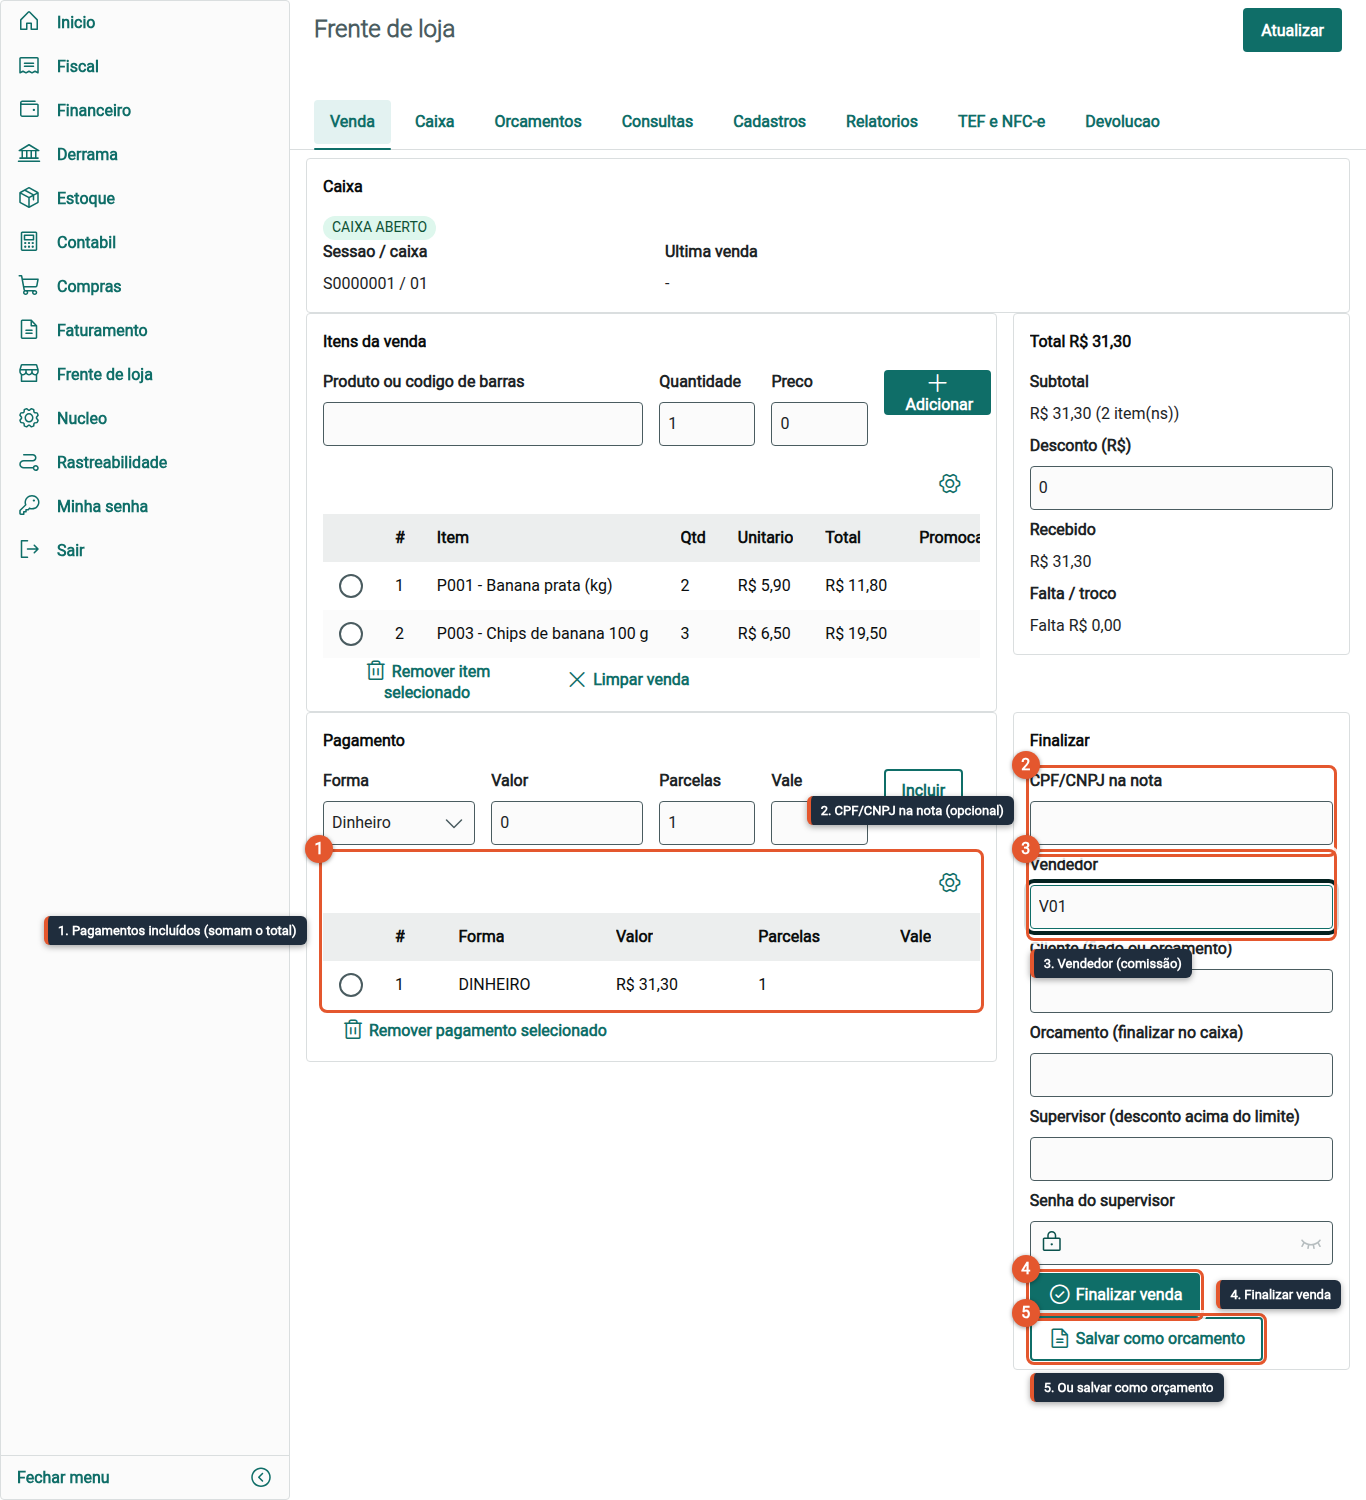 Inicio
Fiscal
Financeiro
Derrama
Estoque
Contabil
Compras
Faturamento
Frente de loja
Nucleo
Rastreabilidade
Minha senha
Sair
Fechar menu
Frente de loja
Atualizar
Venda Caixa Orcamentos Consultas Cadastros Relatorios TEF e NFC-e Devolucao
Caixa
CAIXA ABERTO
Sessao / caixa Ultima venda
S0000001 / 01 -
Itens da venda
Produto ou codigo de barras Quantidade Preco
Adicionar
1 0
# Item Qtd Unitario Total Promoca
1 P001 - Banana prata (kg) 2 R$ 5,90 R$ 11,80
2 P003 - Chips de banana 100 g 3 R$ 6,50 R$ 19,50
Remover item
selecionado
Limpar venda
Total R$ 31,30
Subtotal
R$ 31,30 (2 item(ns))
Desconto (R$)
0
Recebido
R$ 31,30
Falta / troco
Falta R$ 0,00
Pagamento
Forma Valor Parcelas Vale
Incluir
Dinheiro 0 1
1
1. Pagamentos incluídos (somam o total)
# Forma Valor Parcelas Vale
1 DINHEIRO R$ 31,30 1
Remover pagamento selecionado
Finalizar
2
CPF/CNPJ na nota
2. CPF/CNPJ na nota (opcional)
3
Vendedor
V01
Cliente (fiado ou orcamento)
3. Vendedor (comissão)
Orcamento (finalizar no caixa)
Supervisor (desconto acima do limite)
Senha do supervisor
4
Finalizar venda
4. Finalizar venda
5
Salvar como orcamento
5. Ou salvar como orçamento